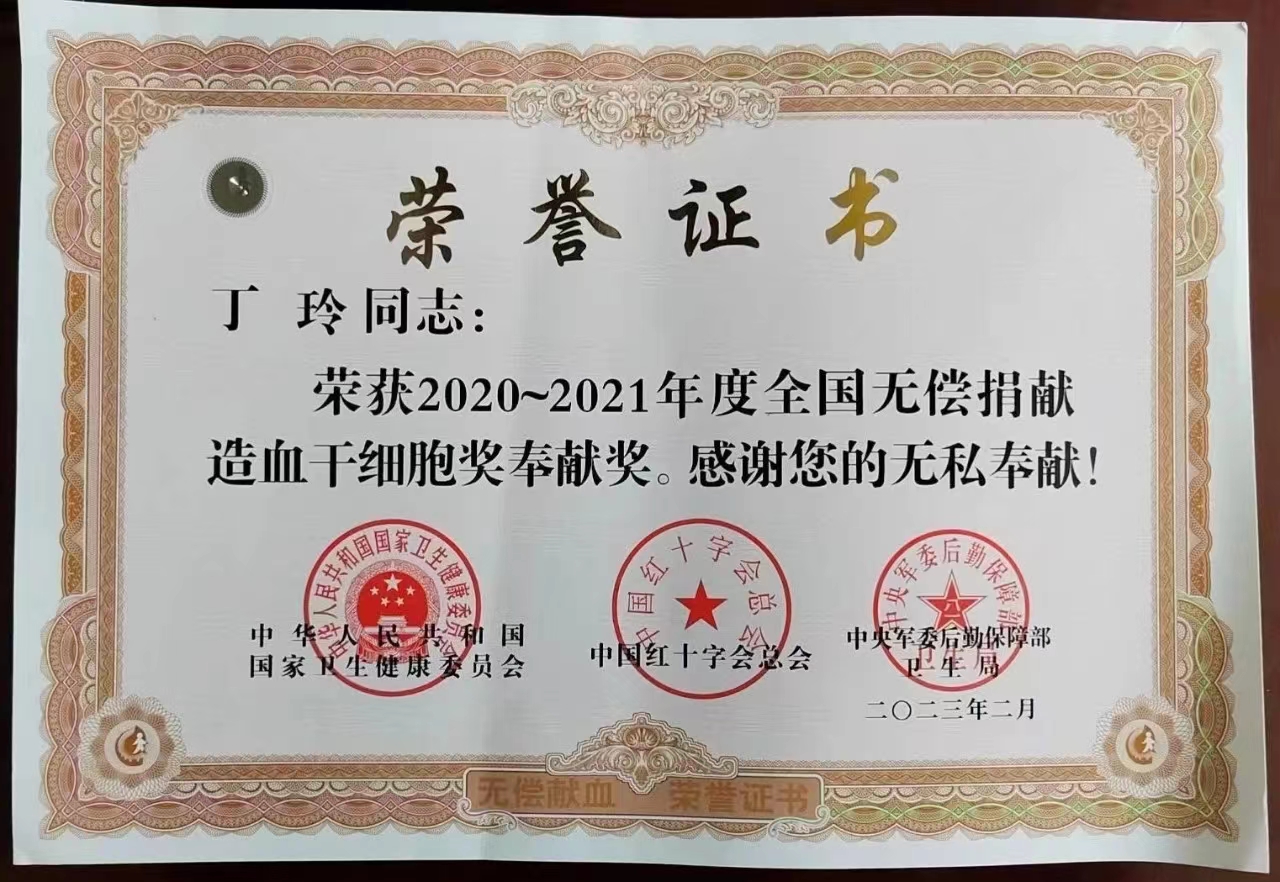 荣誉证书
丁 玲同志：
荣获2020~2021年度全国无偿捐献
造血干细胞奖奉献奖。感谢您的无私奉献！
中华人民共和国国家卫生健康委员会
中国红十字会总会
中央军委后勤保障部
卫生局
中华人民共和国
国家卫生健康委员会
中国红十字会总会
中央军委后勤保障部
卫生局
二〇二三年二月
无偿献血 荣誉证书